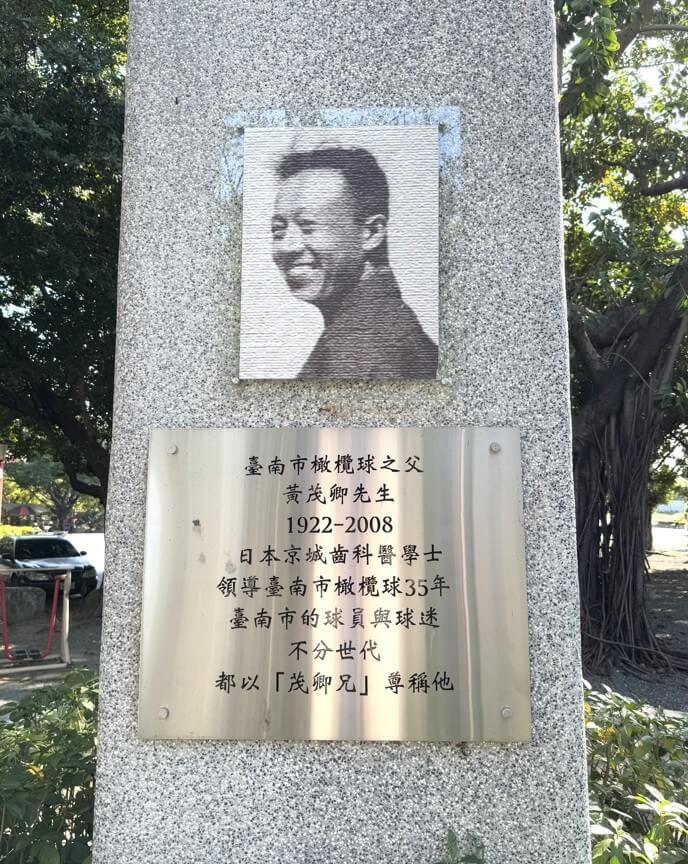 臺南市橄欖球之父
黃茂卿先生
1922-2008
日本京城齒科醫學士
領導臺南市橄欖球35年
臺南市的球員與球迷
不分世代
都以「茂卿兄」尊稱他